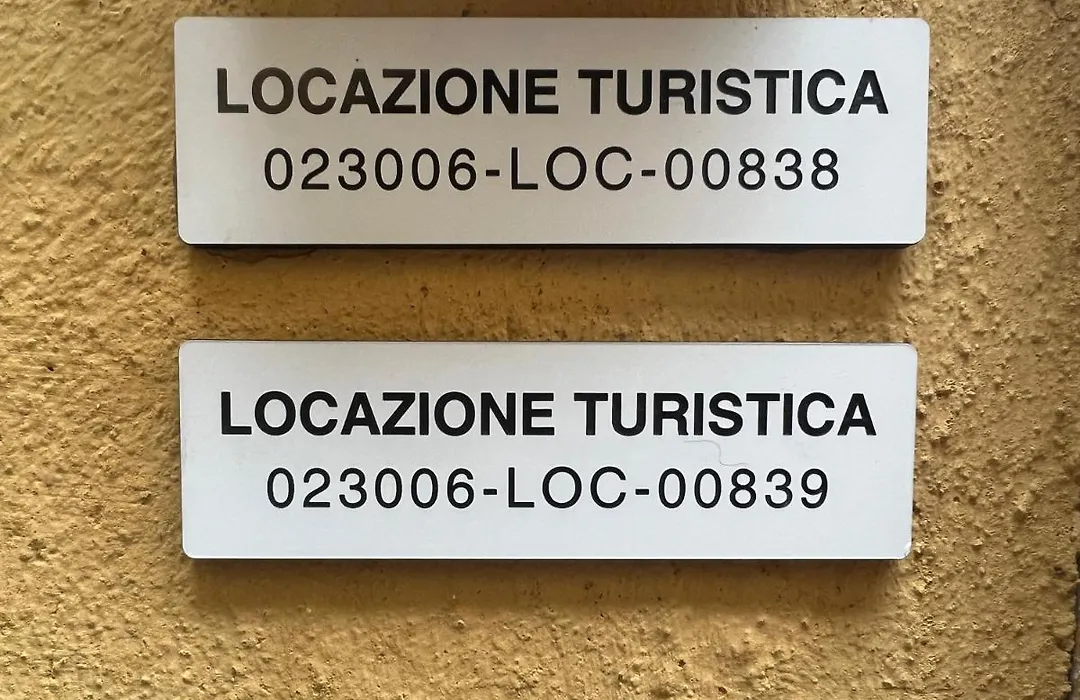 LOCAZIONE TURISTICA
023006-LOC-00838
LOCAZIONE TURISTICA
023006-LOC-00839